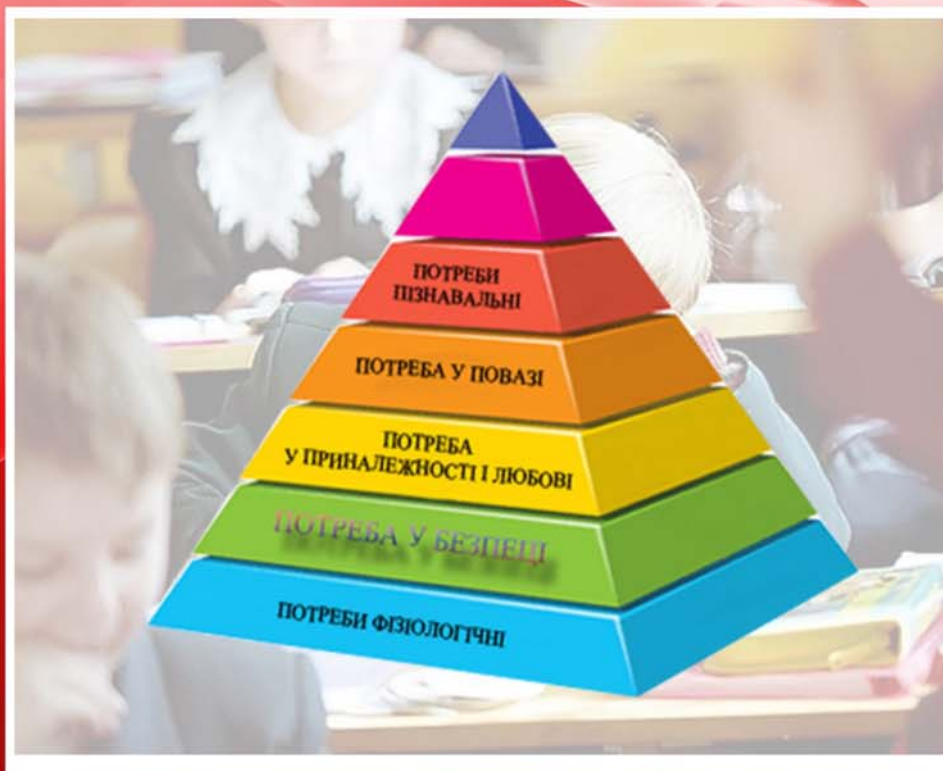 ПОТРЕБИ
ПІЗНАВАЛЬНІ
ПОТРЕБА У ПОВАЗІ
ПОТРЕБА
У ПРИНАЛЕЖНОСТІ І ЛЮБОВІ
ПОТРЕБА У БЕЗПЕЦІ
ПОТРЕБИ ФІЗІОЛОГІЧНІ